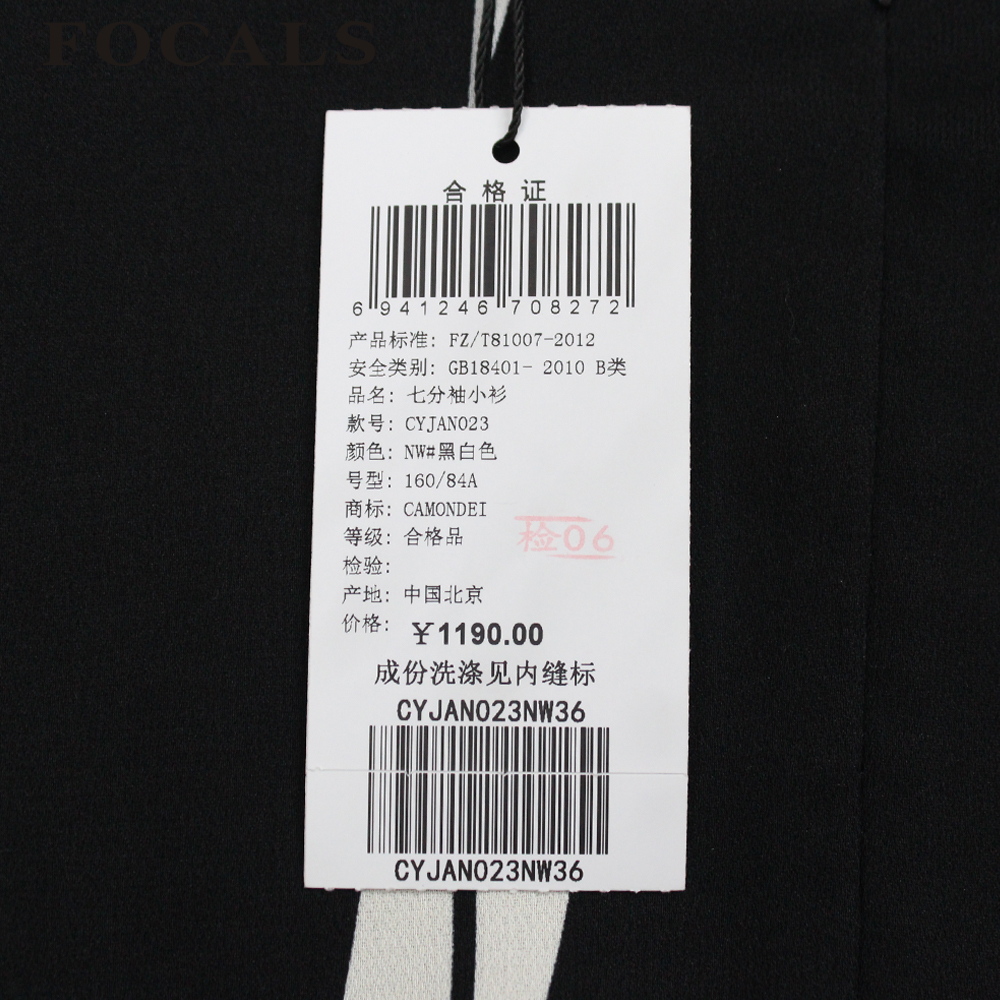 FOCALS
合格证
6 941246 708272
产品标准: FZ/T81007-2012
安全类别: GB18401- 2010 B类
品名: 七分袖小衫
款号: CYJAN023
颜色: NW#黑白色
号型: 160/84A
商标: CAMONDEI
等级: 合格品
检06
检验:
产地: 中国北京
价格: ¥1190.00
成份洗涤见内缝标
CYJAN023NW36
CYJAN023NW36